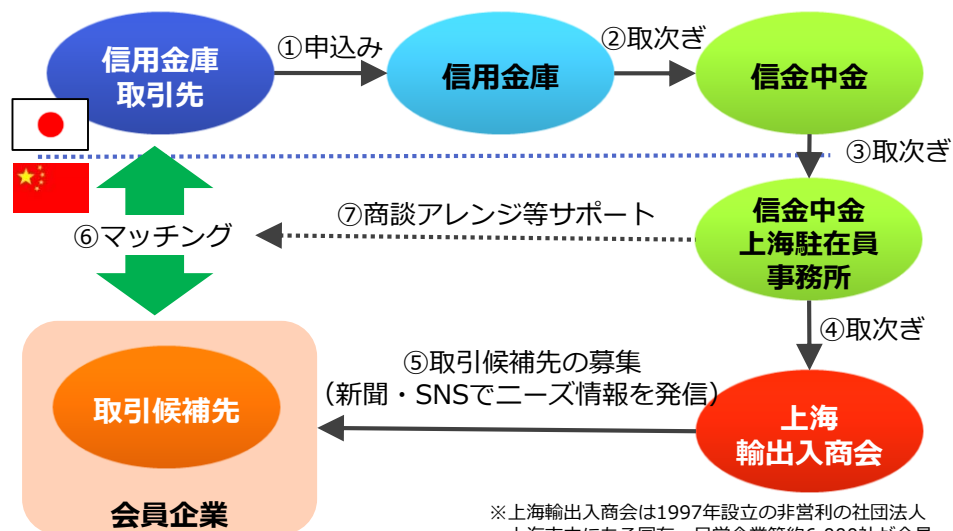 ①申込み
②取次ぎ
信用金庫
取引先
信用金庫
信金中金
③取次ぎ
⑦商談アレンジ等サポート
⑥マッチング
信金中金
上海駐在員
事務所
④取次ぎ
⑤取引候補先の募集
（新聞・SNSでニーズ情報を発信）
取引候補先
上海
輸出入商会
会員企業
※上海輸出入商会は1997年設立の非営利の社団法人